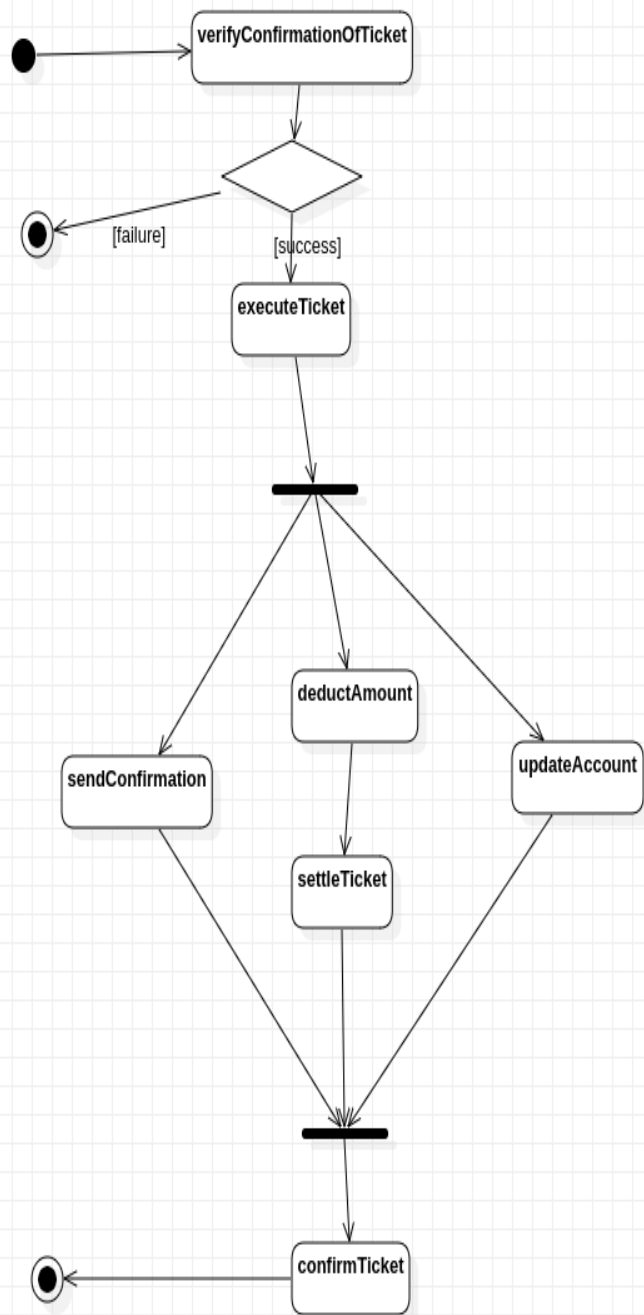 verifyConfirmationOfTicket
[failure]
[success]
executeTicket
deductAmount
updateAccount
sendConfirmation
settleTicket
confirmTicket